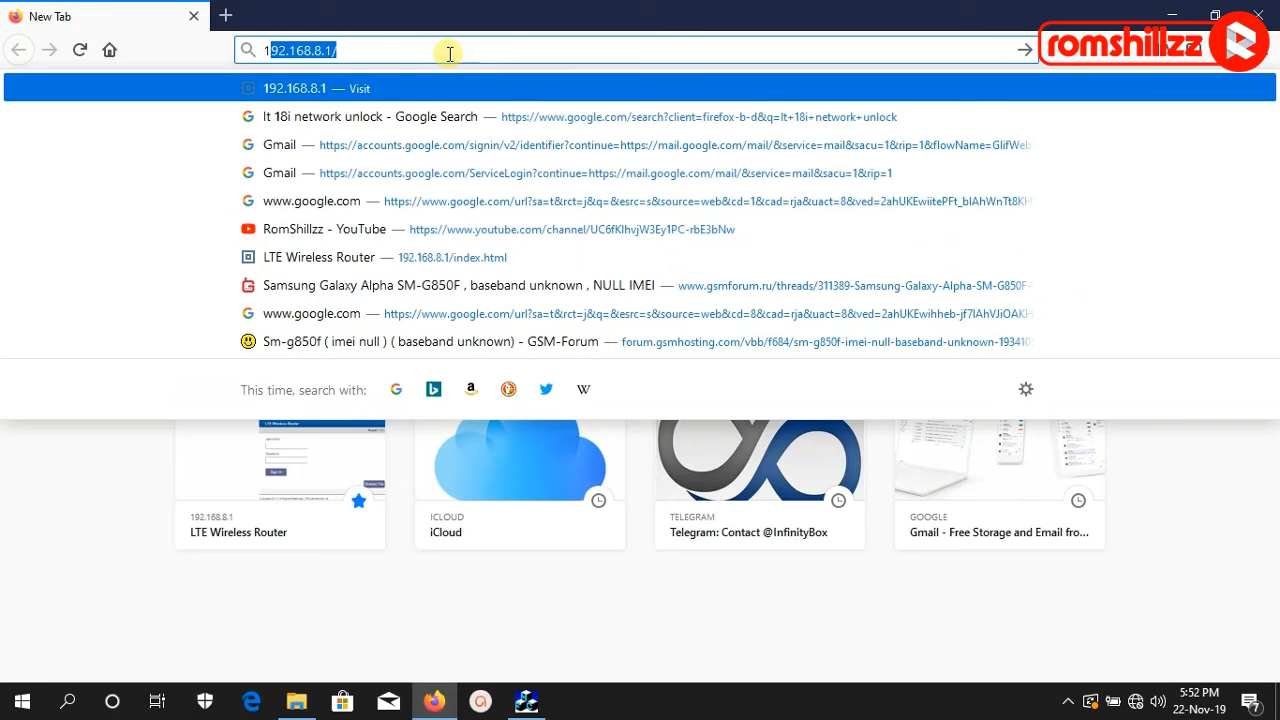 New Tab
romshillzz
192.168.8.1/
192.168.8.1 — Visit
lt 18i network unlock - Google Search — https://www.google.com/search?client=firefox-b-d&q=lt+18i+network+unlock
Gmail — https://accounts.google.com/signin/v2/identifier?continue=https://mail.google.com/mail/&service=mail&sacu=1&rip=1&flowName=GlifWeb
Gmail — https://accounts.google.com/ServiceLogin?continue=https://mail.google.com/mail/&service=mail&sacu=1&rip=1
www.google.com — https://www.google.com/url?sa=t&rct=j&q=&esrc=s&source=web&cd=1&cad=rja&uact=8&ved=2ahUKEwiitePFt_blAhWnTt8KH
RomShillzz - YouTube — https://www.youtube.com/channel/UC6fKlhvjW3Ey1PC-rbE3bNw
LTE Wireless Router — 192.168.8.1/index.html
Samsung Galaxy Alpha SM-G850F , baseband unknown , NULL IMEI — www.gsmforum.ru/threads/311389-Samsung-Galaxy-Alpha-SM-G850F-
www.google.com — https://www.google.com/url?sa=t&rct=j&q=&esrc=s&source=web&cd=8&cad=rja&uact=8&ved=2ahUKEwihheb-jf7lAhVJiOAKH
Sm-g850f ( imei null ) ( baseband unknown) - GSM-Forum — forum.gsmhosting.com/vbb/f684/sm-g850f-imei-null-baseband-unknown-193410
This time, search with:
LTE Wireless Router
192.168.8.1
LTE Wireless Router
ICLOUD
iCloud
TELEGRAM
Telegram: Contact @InfinityBox
GOOGLE
Gmail - Free Storage and Email fro...
5:52 PM
22-Nov-19
7